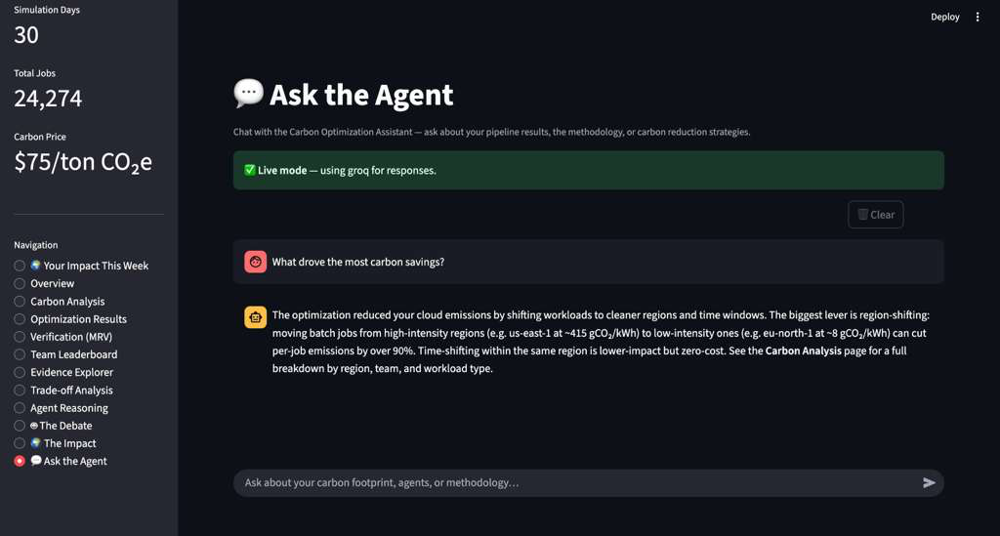 Simulation Days
30
Total Jobs
24,274
Carbon Price
$75/ton CO₂e
Navigation
🌍 Your Impact This Week
Overview
Carbon Analysis
Optimization Results
Verification (MRV)
Team Leaderboard
Evidence Explorer
Trade-off Analysis
Agent Reasoning
The Debate
🌍 The Impact
💬 Ask the Agent
Deploy
💬 Ask the Agent
Chat with the Carbon Optimization Assistant — ask about your pipeline results, the methodology, or carbon reduction strategies.
✅ Live mode — using groq for responses.
🗑️ Clear
What drove the most carbon savings?
The optimization reduced your cloud emissions by shifting workloads to cleaner regions and time windows. The biggest lever is region-shifting:
moving batch jobs from high-intensity regions (e.g. us-east-1 at ~415 gCO₂/kWh) to low-intensity ones (e.g. eu-north-1 at ~8 gCO₂/kWh) can cut
per-job emissions by over 90%. Time-shifting within the same region is lower-impact but zero-cost. See the Carbon Analysis page for a full
breakdown by region, team, and workload type.
Ask about your carbon footprint, agents, or methodology…